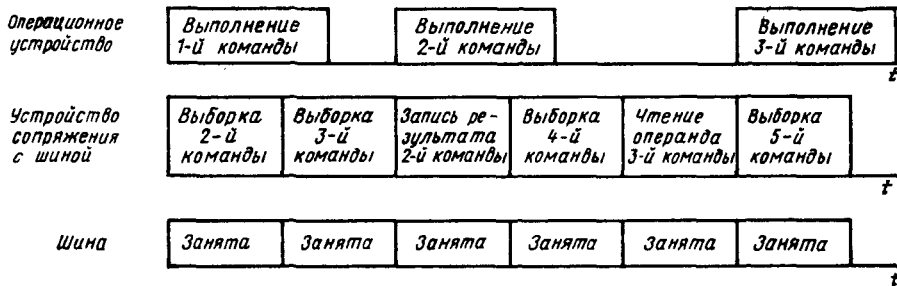 Операционное
устройство
Выполнение
1-й команды
Выполнение
2-й команды
Выполнение
3-й команды
t
Устройство
сопряжения
с шиной
Выборка
2-й
команды
Выборка
3-й
команды
Запись ре-
зультата
2-й команды
Выборка
4-й
команды
Чтение
операнда
3-й команды
Выборка
5-й
команды
t
Шина
Занята
Занята
Занята
Занята
Занята
Занята
t